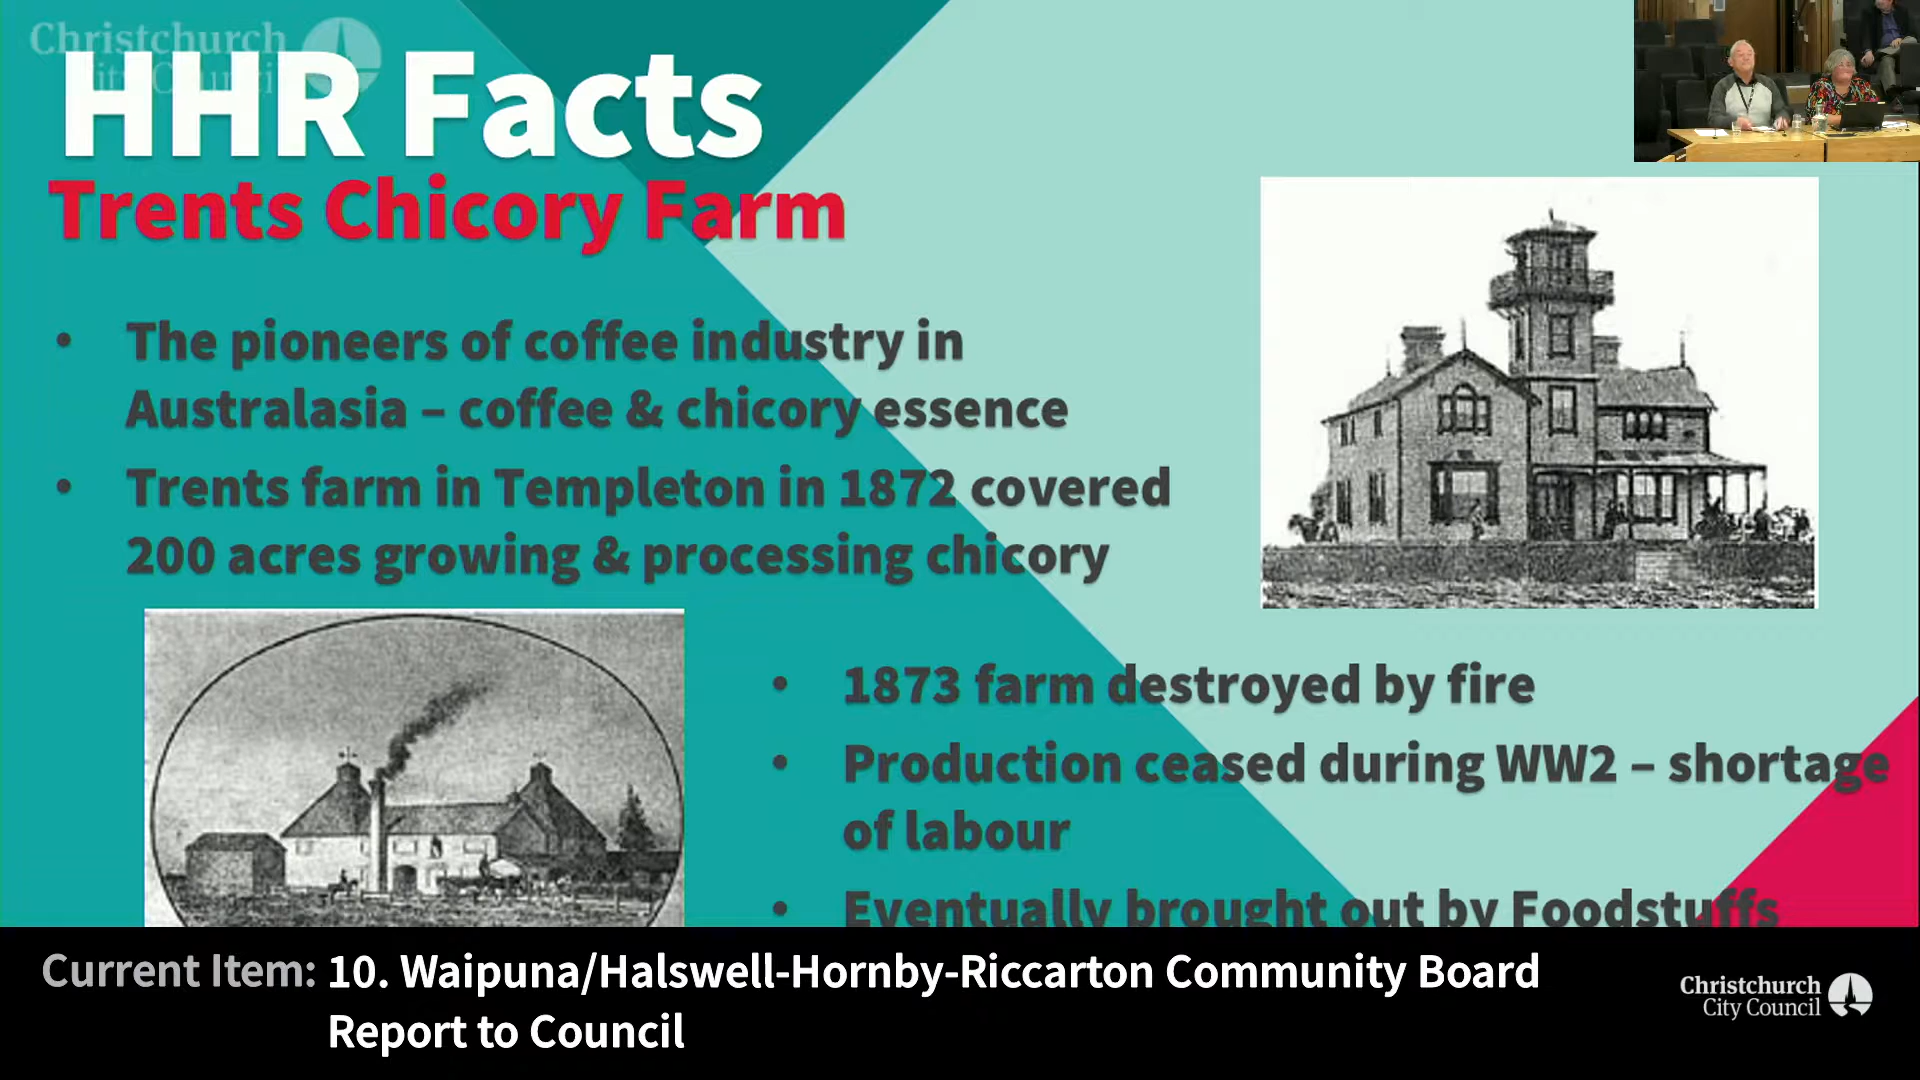 Christchurch
City Council
HHR Facts
Trents Chicory Farm
• The pioneers of coffee industry in
Australasia – coffee & chicory essence
• Trents farm in Templeton in 1872 covered
200 acres growing & processing chicory
• 1873 farm destroyed by fire
• Production ceased during WW2 – shortage
of labour
• Eventually brought out by Foodstuffs
Current Item: 10. Waipuna/Halswell-Hornby-Riccarton Community Board
Report to Council
Christchurch
City Council